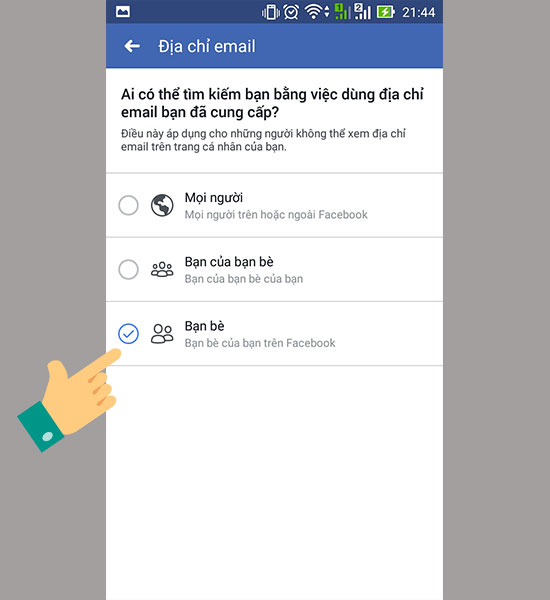 1 2 21:44
Địa chỉ email
Ai có thể tìm kiếm bạn bằng việc dùng địa chỉ
email bạn đã cung cấp?
Điều này áp dụng cho những người không thể xem địa chỉ
email trên trang cá nhân của bạn.
Mọi người
Mọi người trên hoặc ngoài Facebook
Bạn của bạn bè
Bạn của bạn bè của bạn
Bạn bè
Bạn bè của bạn trên Facebook